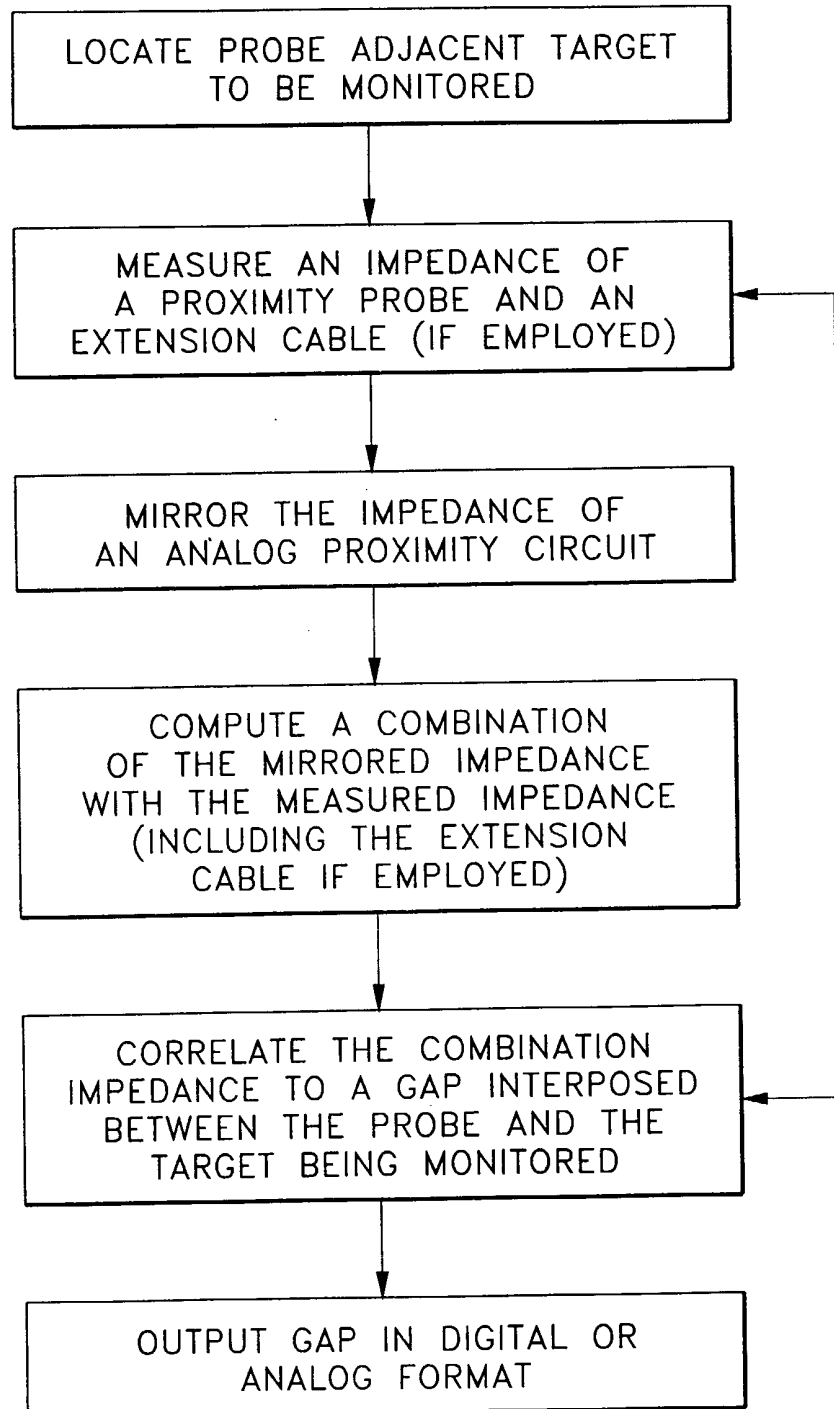 LOCATE PROBE ADJACENT TARGET
TO BE MONITORED
MEASURE AN IMPEDANCE OF
A PROXIMITY PROBE AND AN
EXTENSION CABLE (IF EMPLOYED)
MIRROR THE IMPEDANCE OF
AN ANALOG PROXIMITY CIRCUIT
COMPUTE A COMBINATION
OF THE MIRRORED IMPEDANCE
WITH THE MEASURED IMPEDANCE
(INCLUDING THE EXTENSION
CABLE IF EMPLOYED)
CORRELATE THE COMBINATION
IMPEDANCE TO A GAP INTERPOSED
BETWEEN THE PROBE AND THE
TARGET BEING MONITORED
OUTPUT GAP IN DIGITAL OR
ANALOG FORMAT